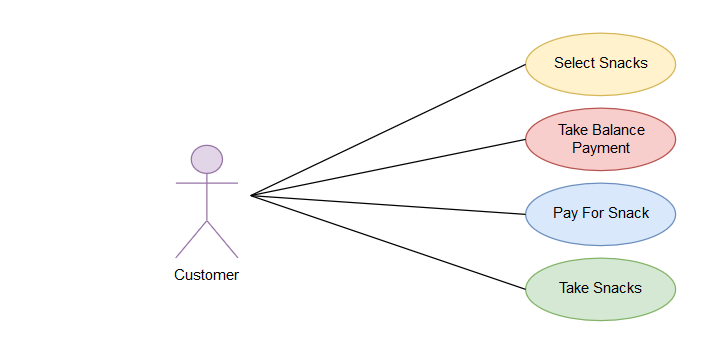 Select Snacks
Take Balance
Payment
Pay For Snack
Take Snacks
Customer